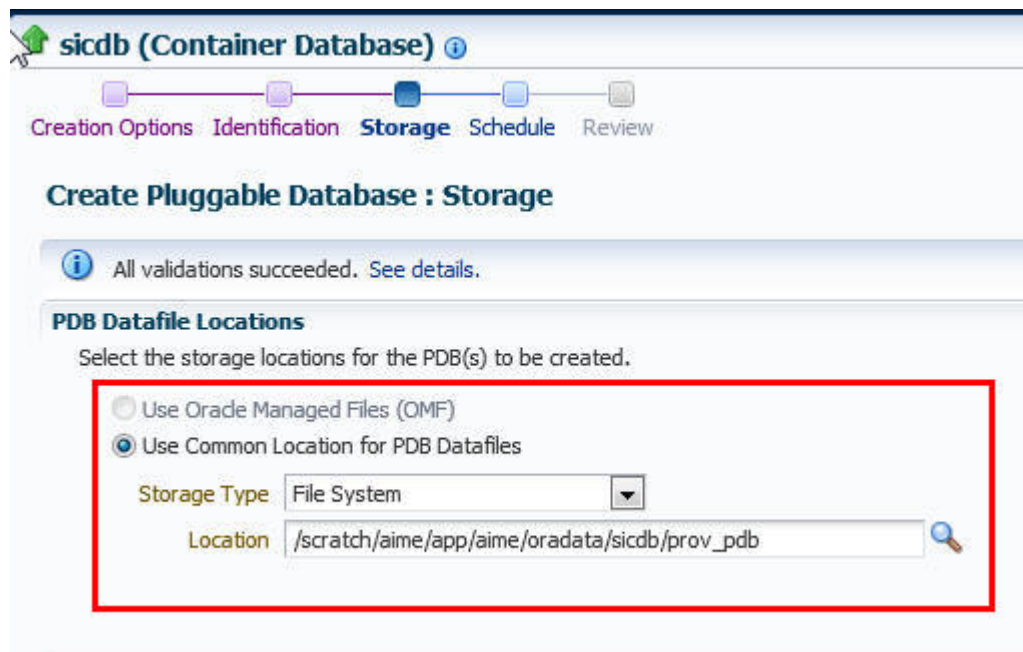 sicdb (Container Database)
Creation Options Identification Storage Schedule Review
Create Pluggable Database : Storage
All validations succeeded. See details.
PDB Datafile Locations
Select the storage locations for the PDB(s) to be created.
Use Oracle Managed Files (OMF)
Use Common Location for PDB Datafiles
Storage Type File System
Location /scratch/aime/app/aime/oradata/sicdb/prov_pdb